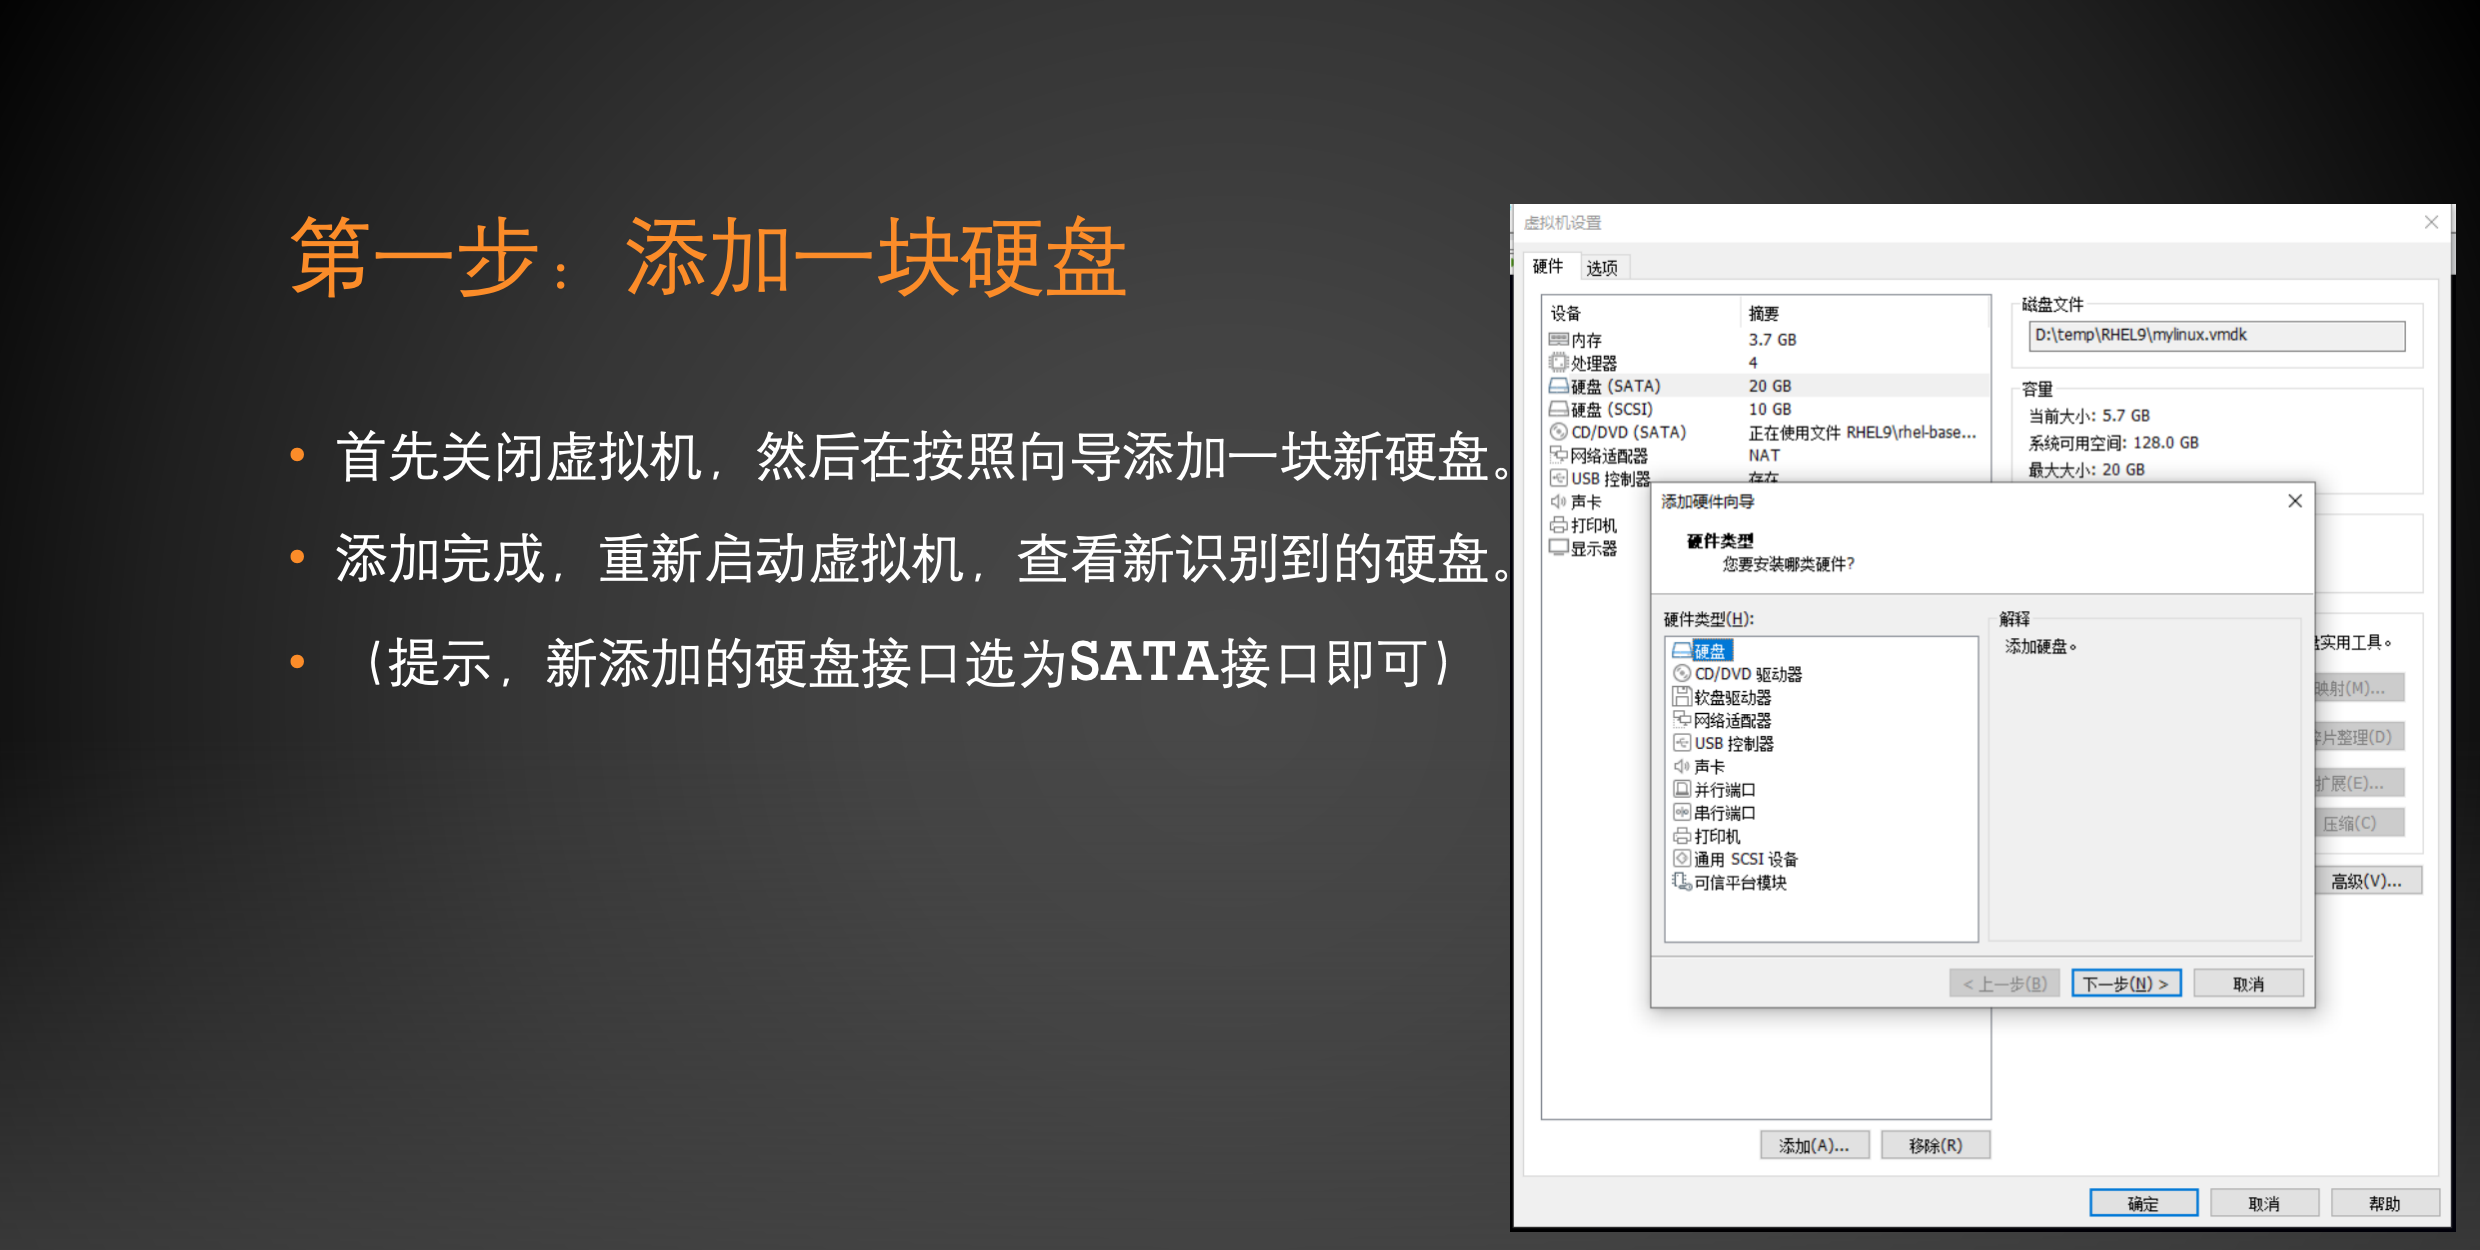 第一步：添加一块硬盘
• 首先关闭虚拟机，然后在按照向导添加一块新硬盘。
• 添加完成，重新启动虚拟机，查看新识别到的硬盘。
• （提示，新添加的硬盘接口选为SATA接口即可）
虚拟机设置
硬件 选项
设备 摘要
内存 3.7 GB
处理器 4
硬盘 (SATA) 20 GB
硬盘 (SCSI) 10 GB
CD/DVD (SATA) 正在使用文件 RHEL9\rhel-base...
网络适配器 NAT
USB 控制器 存在
声卡
打印机
显示器
磁盘文件
D:\temp\RHEL9\mylinux.vmdk
容量
当前大小: 5.7 GB
系统可用空间: 128.0 GB
最大大小: 20 GB
添加硬件向导
硬件类型
您要安装哪类硬件?
硬件类型(H):
硬盘
CD/DVD 驱动器
软盘驱动器
网络适配器
USB 控制器
声卡
并行端口
串行端口
打印机
通用 SCSI 设备
可信平台模块
解释
添加硬盘。
< 上一步(B) 下一步(N) > 取消
实用工具。
映射(M)...
片整理(D)
扩展(E)...
压缩(C)
高级(V)...
添加(A)... 移除(R)
确定 取消 帮助